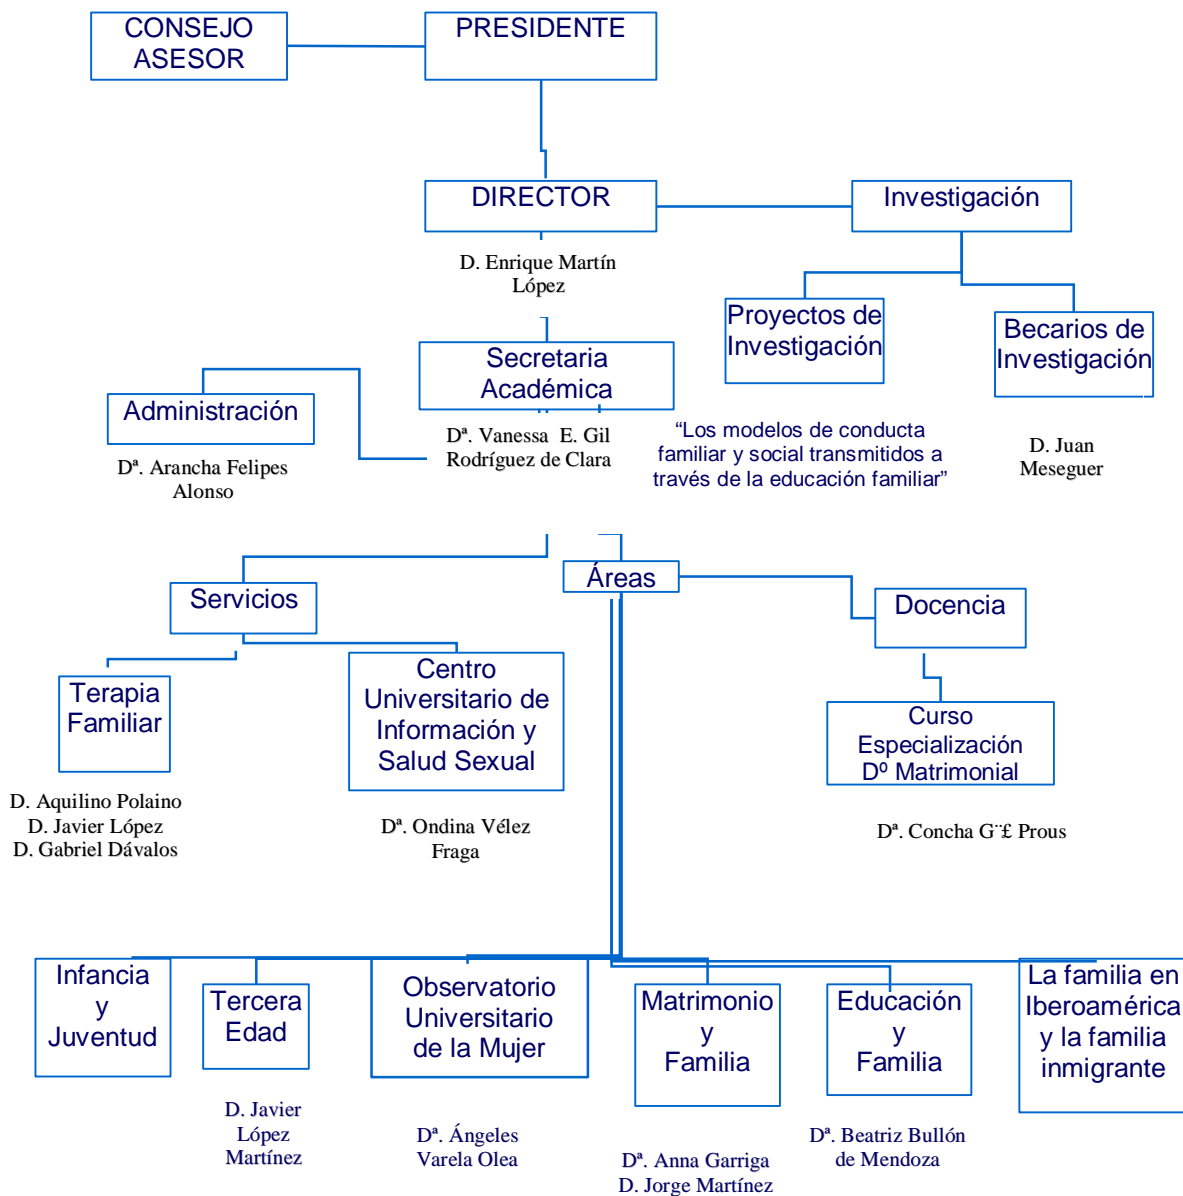 CONSEJO
ASESOR
PRESIDENTE
DIRECTOR
Investigación
D. Enrique Martín
López
Proyectos de
Investigación
Becarios de
Investigación
Secretaria
Académica
Administración
Dª. Vanessa E. Gil
Rodríguez de Clara
“Los modelos de conducta
familiar y social transmitidos a
través de la educación familiar”
D. Juan
Meseguer
Dª. Arancha Felipes
Alonso
Áreas
Servicios
Docencia
Terapia
Familiar
Centro
Universitario de
Información y
Salud Sexual
Curso
Especialización
Dº Matrimonial
D. Aquilino Polaino
D. Javier López
D. Gabriel Dávalos
Dª. Ondina Vélez
Fraga
Dª. Concha G¨£ Prous
Infancia
y
Juventud
Tercera
Edad
Observatorio
Universitario
de la Mujer
Matrimonio
y
Familia
Educación
y
Familia
La familia en
Iberoamérica
y la familia
inmigrante
D. Javier
López
Martínez
Dª. Ángeles
Varela Olea
Dª. Anna Garriga
D. Jorge Martínez
Dª. Beatriz Bullón
de Mendoza